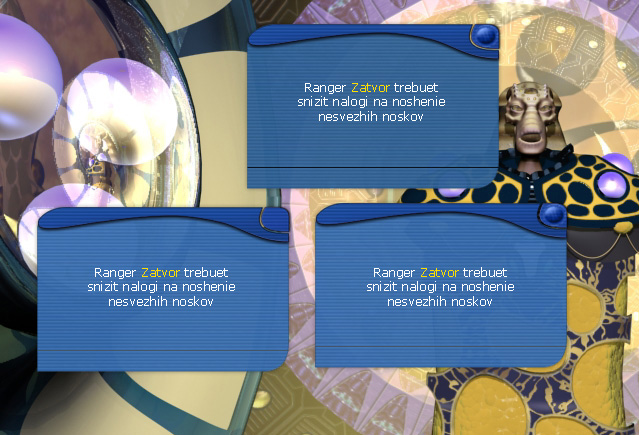 Ranger Zatvor trebuet
snizit nalogi na noshenie
nesvezhih noskov
Ranger Zatvor trebuet
snizit nalogi na noshenie
nesvezhih noskov
Ranger Zatvor trebuet
snizit nalogi na noshenie
nesvezhih noskov